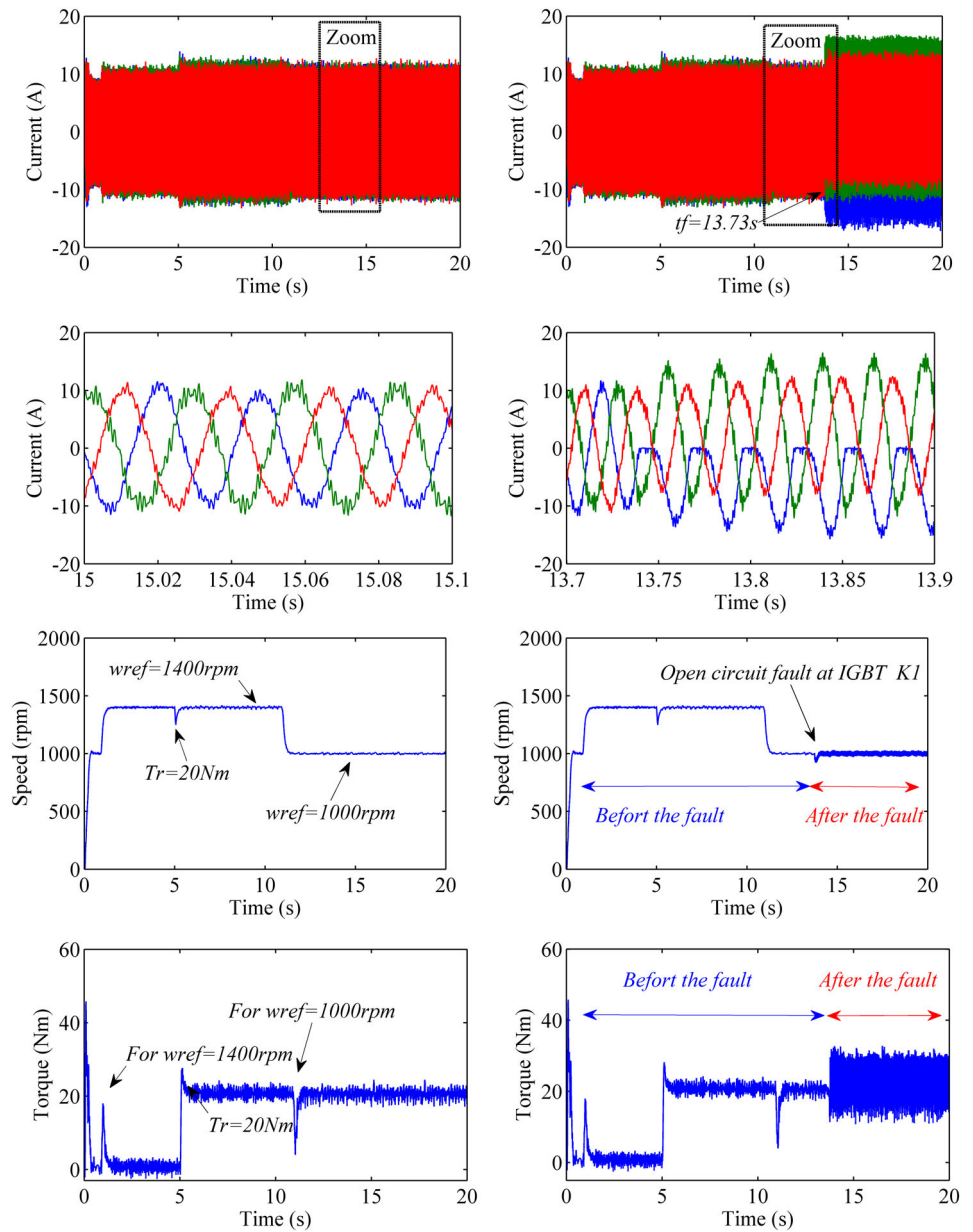 20
10
0
-10
-20
Current (A)
Zoom
0
5
10
15
20
Time (s)
20
10
0
-10
-20
Current (A)
Zoom
tf=13.73s
0
5
10
15
20
Time (s)
20
10
0
-10
-20
Current (A)
15
15.02
15.04
15.06
15.08
15.1
Time (s)
20
10
0
-10
-20
Current (A)
13.7
13.75
13.8
13.85
13.9
Time (s)
2000
1500
1000
500
0
Speed (rpm)
wref=1400rpm
Tr=20Nm
wref=1000rpm
0
5
10
15
20
Time (s)
2000
1500
1000
500
0
Speed (rpm)
Open circuit fault at IGBT K1
Befort the fault
After the fault
0
5
10
15
20
Time (s)
60
40
20
0
Torque (Nm)
For wref=1000rpm
For wref=1400rpm
Tr=20Nm
0
5
10
15
20
Time (s)
60
40
20
0
Torque (Nm)
Befort the fault
After the fault
0
5
10
15
20
Time (s)